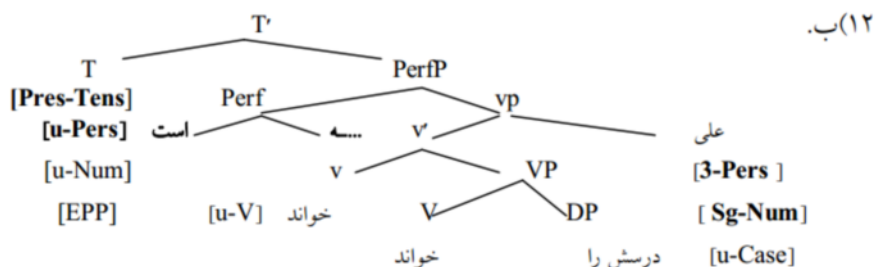 ۱۲)ب.
T'
T PerfP
[Pres-Tens] Perf vp
[u-Pers] است ـه... v' علی
[u-Num] v VP [3-Pers ]
[EPP] [u-V] خواند V DP [ Sg-Num]
خواند درسش را [u-Case]